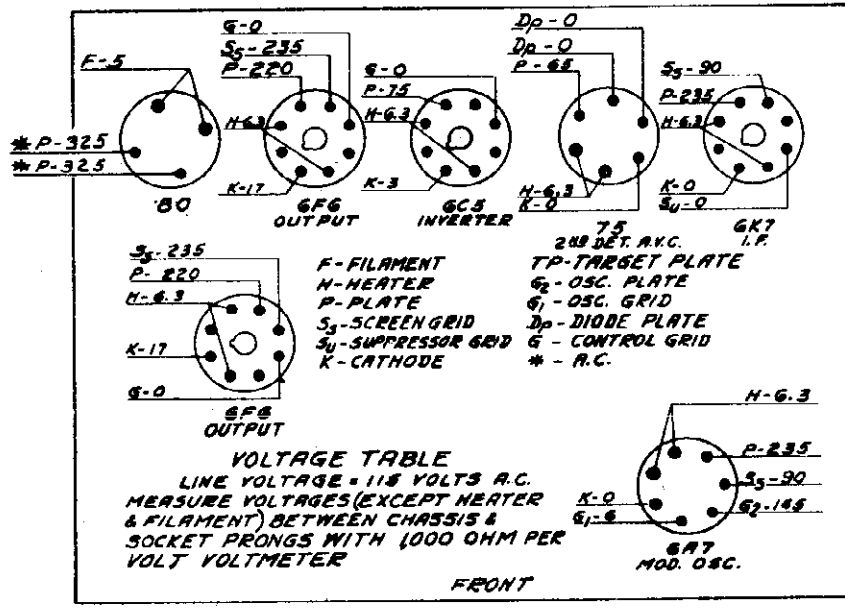 F-.5
* P-325
* P-325
80
G-0
S₅-235
P-220
H-6.3
K-17
6F6
OUTPUT
G-0
P-75
H-6.3
K-3
6C5
INVERTER
Dp-0
Dp-0
P-65
H-6.3
K-0
75
2ND DET. A.V.C.
S₅-90
P-235
H-6.3
K-0
Sᵤ-0
6K7
I.F.
S₅-235
P-220
H-6.3
K-17
G-0
6F6
OUTPUT
F-FILAMENT
H-HEATER
P-PLATE
S₅-SCREEN GRID
Sᵤ-SUPPRESSOR GRID
K-CATHODE
TP-TARGET PLATE
G₂-OSC. PLATE
G₁-OSC. GRID
Dp-DIODE PLATE
G-CONTROL GRID
*-A.C.
VOLTAGE TABLE
LINE VOLTAGE = 115 VOLTS A.C.
MEASURE VOLTAGES (EXCEPT HEATER
& FILAMENT) BETWEEN CHASSIS &
SOCKET PRONGS WITH 1,000 OHM PER
VOLT VOLTMETER
H-6.3
P-235
S₅-90
G₂-145
K-0
G₁-6
6A7
MOD. OSC.
FRONT